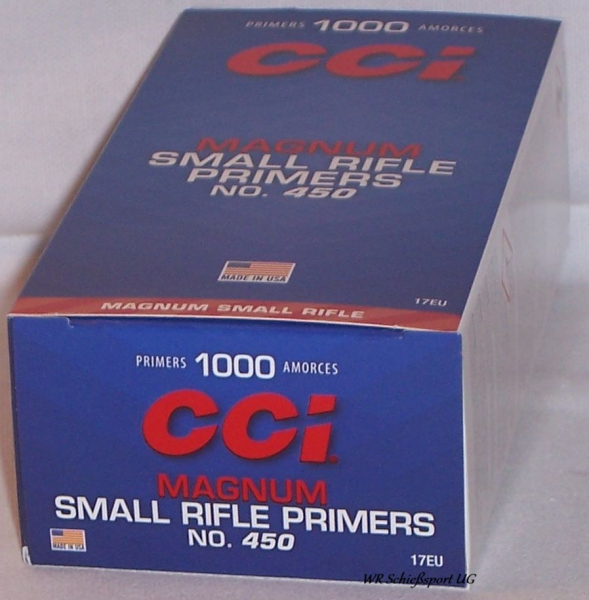 PRIMERS 1000 AMORCES
CCi
MAGNUM
SMALL RIFLE
PRIMERS
NO. 450
MADE IN USA
17EU
MAGNUM SMALL RIFLE
PRIMERS 1000 AMORCES
CCi
MAGNUM
SMALL RIFLE PRIMERS
NO. 450
MADE IN USA
17EU
WR Schießsport UG